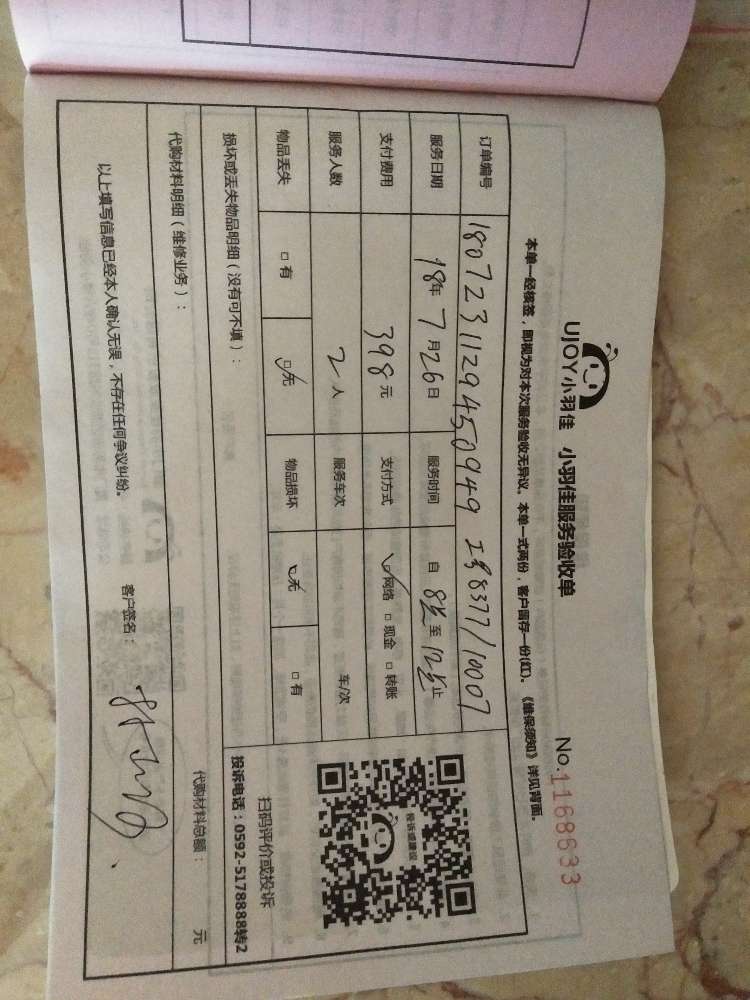 UJOY小羽佳 小羽佳服务验收单
No.1168633
本单一经核签，即视为对本次服务验收无异议。本单一式两份，客户留存一份(红)。《维保须知》详见背面。
订单编号 1807231129450949 工号8377/10007
服务日期 18年 7月26日 服务时间 自 8点 至 12点 止
支付费用 398元 支付方式 ☑网络 □现金 □转账
服务人数 2人 服务车次 车/次
物品丢失 □有 ☑无 物品损坏 ☑无 □有
投诉或建议
扫码评价或投诉
投诉电话：0592-5178888转2
损坏或丢失物品明细（没有可不填）：
代购材料明细（维修业务）： 代购材料总额： 元
以上填写信息已经本人确认无误，不存在任何争议纠纷。 客户签名：